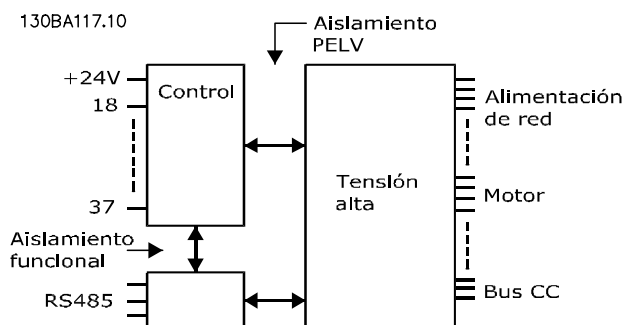 130BA117.10
Aislamiento
PELV
+24V
18
37
Control
Tensión
alta
Alimentación
de red
Motor
Bus CC
Aislamiento
funcional
RS485